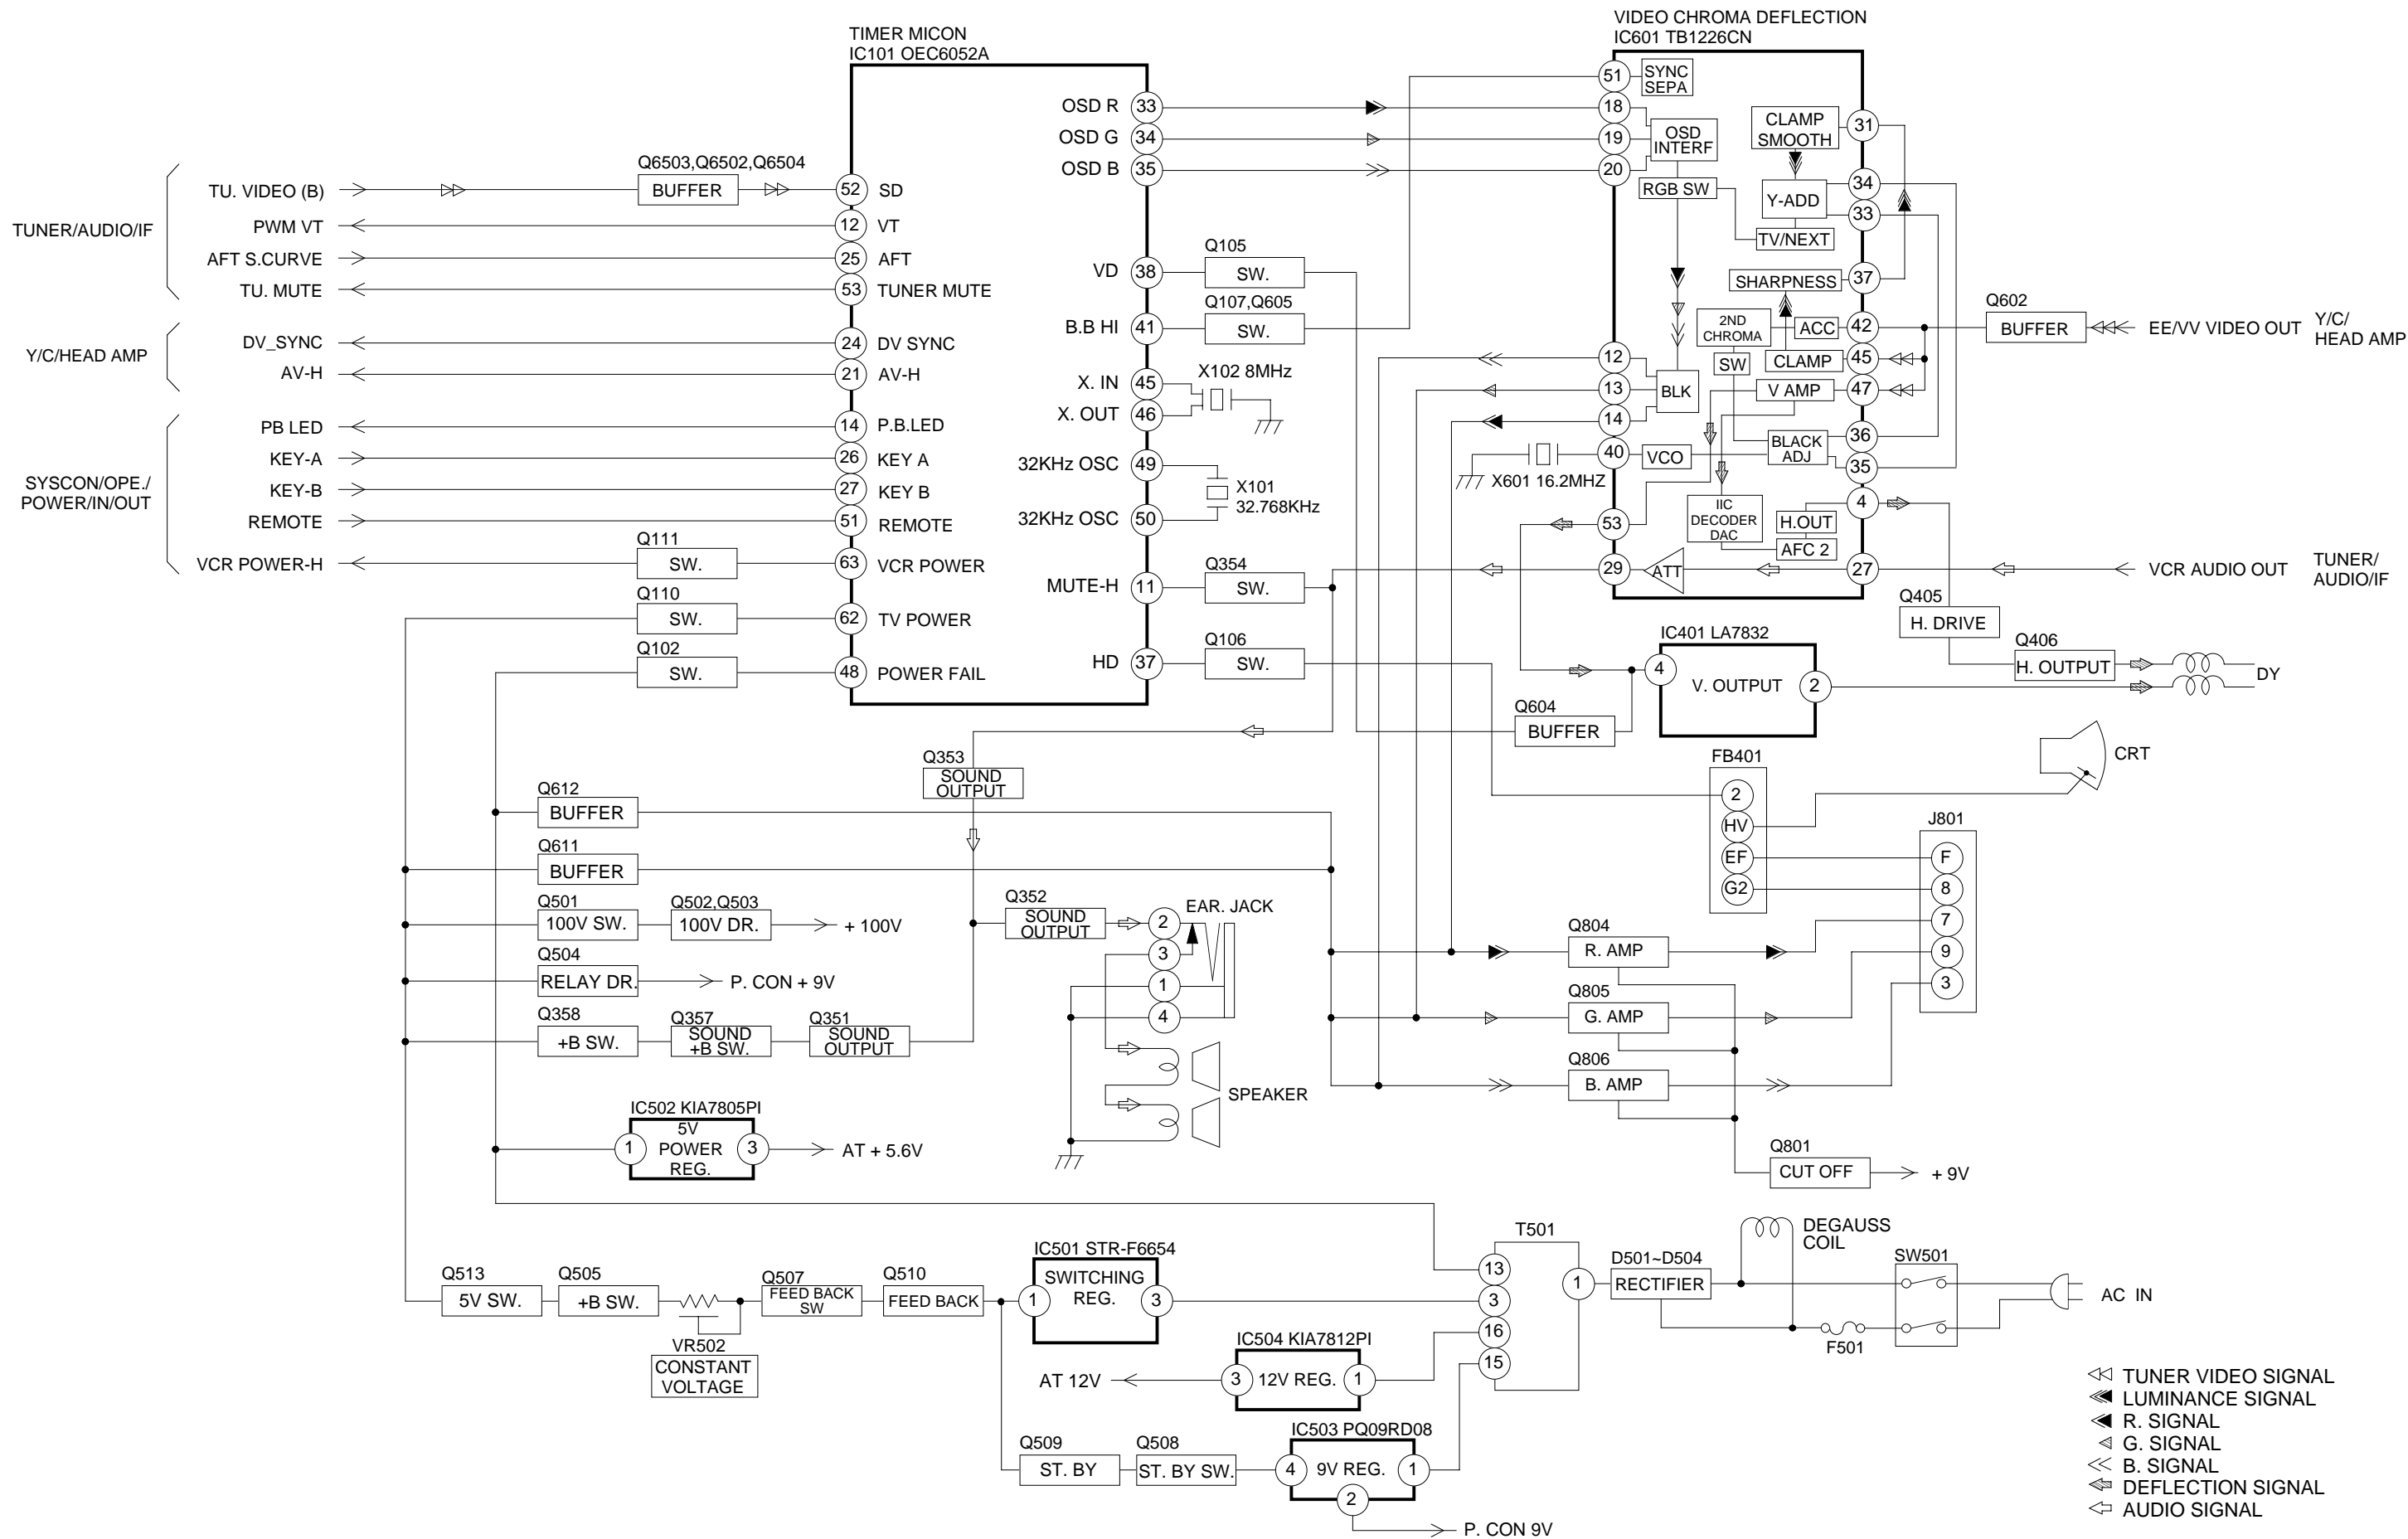 TIMER MICON
IC101 OEC6052A
VIDEO CHROMA DEFLECTION
IC601 TB1226CN
TUNER/AUDIO/IF
TU. VIDEO (B)
PWM VT
AFT S.CURVE
TU. MUTE
Y/C/HEAD AMP
DV_SYNC
AV-H
SYSCON/OPE./
POWER/IN/OUT
PB LED
KEY-A
KEY-B
REMOTE
VCR POWER-H
Q6503,Q6502,Q6504
BUFFER
Q111
SW.
Q110
SW.
Q102
SW.
52 SD
12 VT
25 AFT
53 TUNER MUTE
24 DV SYNC
21 AV-H
14 P.B.LED
26 KEY A
27 KEY B
51 REMOTE
63 VCR POWER
62 TV POWER
48 POWER FAIL
OSD R 33
OSD G 34
OSD B 35
VD 38
B.B HI 41
X. IN 45
X. OUT 46
32KHz OSC 49
32KHz OSC 50
MUTE-H 11
HD 37
Q105
SW.
Q107,Q605
SW.
X102 8MHz
X101
32.768KHz
Q354
SW.
Q106
SW.
51
18
19
20
12
13
14
40
53
29
SYNC
SEPA
OSD
INTERF
RGB SW
CLAMP
SMOOTH
Y-ADD
TV/NEXT
SHARPNESS
2ND
CHROMA
ACC
SW
CLAMP
V AMP
BLK
BLACK
ADJ
VCO
X601 16.2MHZ
IIC
DECODER
DAC
H.OUT
AFC 2
ATT
31
34
33
37
42
45
47
36
35
4
27
Q602
BUFFER
EE/VV VIDEO OUT
Y/C/
HEAD AMP
VCR AUDIO OUT
TUNER/
AUDIO/IF
Q405
H. DRIVE
Q406
H. OUTPUT
DY
IC401 LA7832
4
V. OUTPUT
2
Q604
BUFFER
CRT
FB401
2
HV
EF
G2
J801
F
8
7
9
3
Q353
SOUND
OUTPUT
Q612
BUFFER
Q611
BUFFER
Q501
100V SW.
Q502,Q503
100V DR.
+ 100V
Q504
RELAY DR.
P. CON + 9V
Q358
+B SW.
Q357
SOUND
+B SW.
Q351
SOUND
OUTPUT
Q352
SOUND
OUTPUT
EAR. JACK
2
3
1
4
SPEAKER
Q804
R. AMP
Q805
G. AMP
Q806
B. AMP
Q801
CUT OFF
+ 9V
IC502 KIA7805PI
1
5V
POWER
REG.
3
AT + 5.6V
Q513
5V SW.
Q505
+B SW.
VR502
CONSTANT
VOLTAGE
Q507
FEED BACK
SW
Q510
FEED BACK
IC501 STR-F6654
1
SWITCHING
REG.
3
IC504 KIA7812PI
AT 12V
3
12V REG.
1
Q509
ST. BY
Q508
ST. BY SW.
IC503 PQ09RD08
4
9V REG.
1
2
P. CON 9V
T501
13
3
16
15
1
D501~D504
RECTIFIER
DEGAUSS
COIL
SW501
F501
AC IN
TUNER VIDEO SIGNAL
LUMINANCE SIGNAL
R. SIGNAL
G. SIGNAL
B. SIGNAL
DEFLECTION SIGNAL
AUDIO SIGNAL